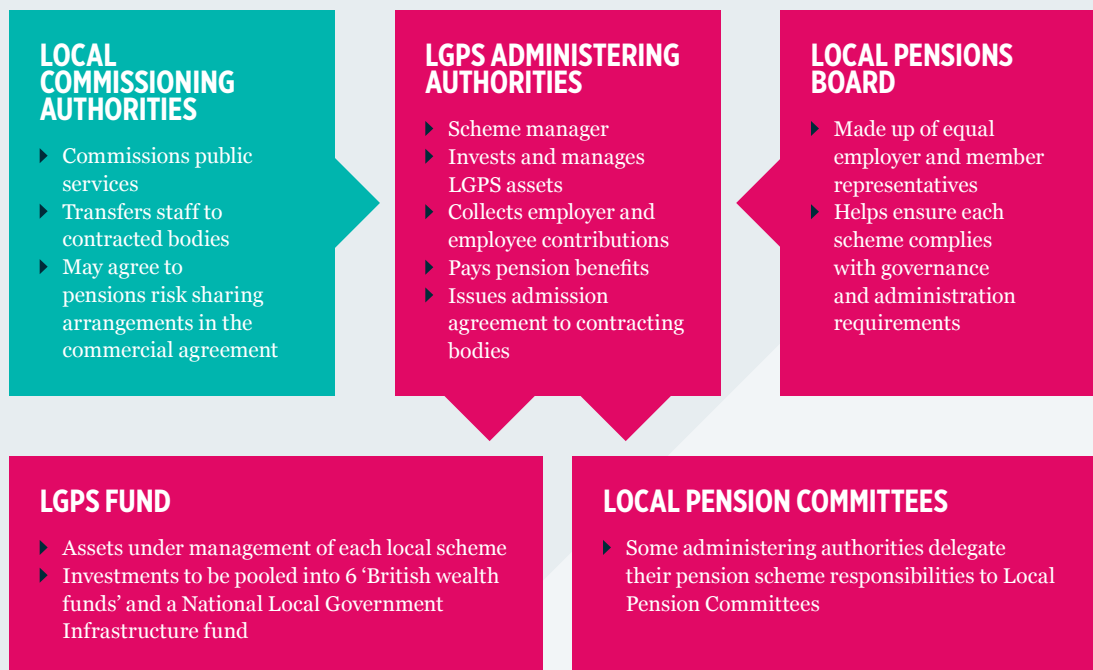 LOCAL
COMMISSIONING
AUTHORITIES
Commissions public
services
Transfers staff to
contracted bodies
May agree to
pensions risk sharing
arrangements in the
commercial agreement
LGPS ADMINISTERING
AUTHORITIES
Scheme manager
Invests and manages
LGPS assets
Collects employer and
employee contributions
Pays pension benefits
Issues admission
agreement to contracting
bodies
LOCAL PENSIONS
BOARD
Made up of equal
employer and member
representatives
Helps ensure each
scheme complies
with governance
and administration
requirements
LGPS FUND
Assets under management of each local scheme
Investments to be pooled into 6 ‘British wealth
funds’ and a National Local Government
Infrastructure fund
LOCAL PENSION COMMITTEES
Some administering authorities delegate
their pension scheme responsibilities to Local
Pension Committees